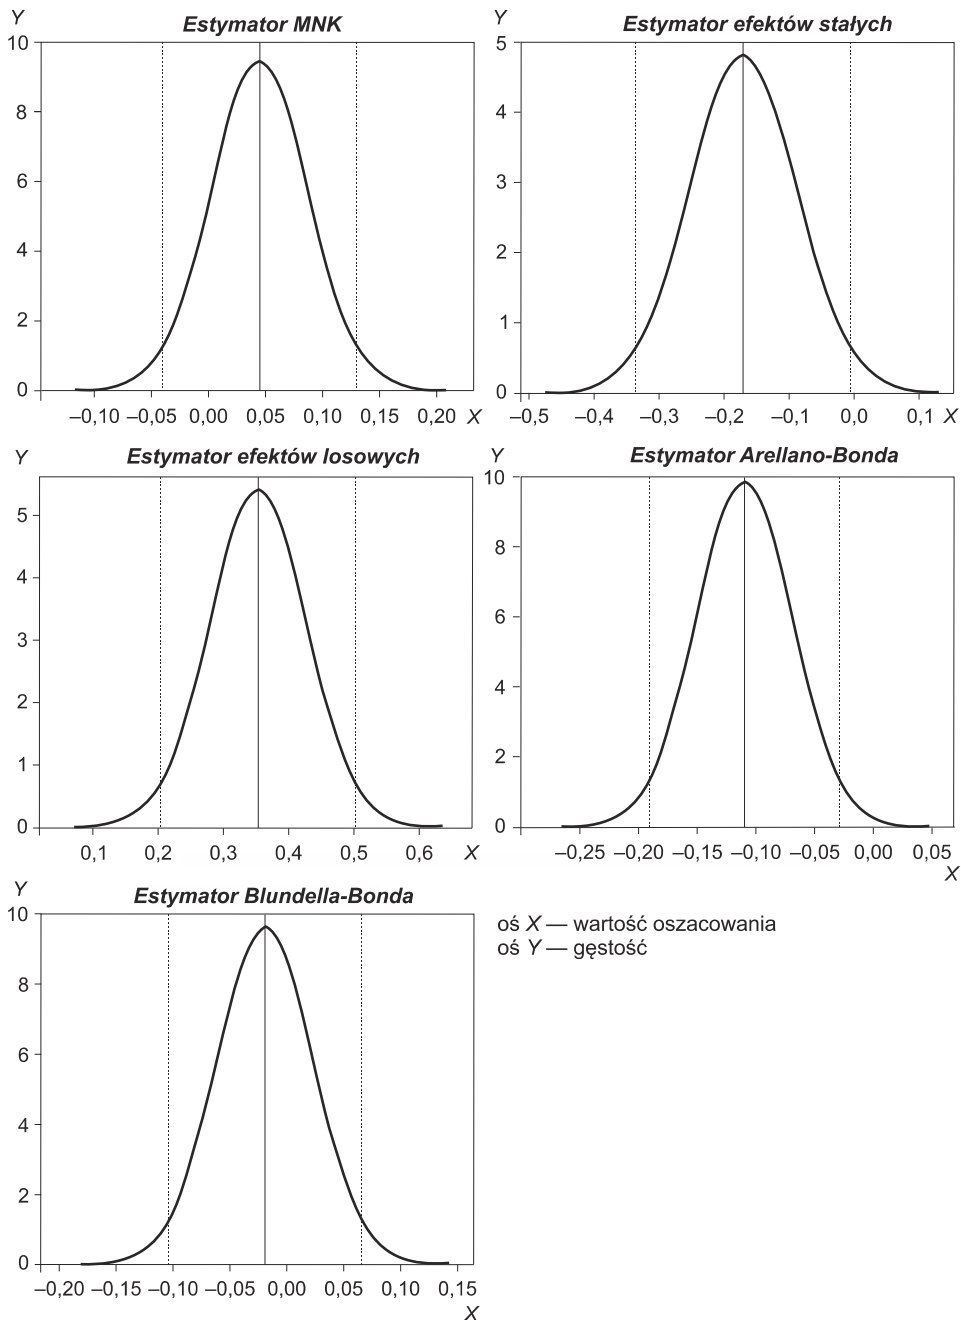 Estymator MNK
Y
10
8
6
4
2
0
–0,10 –0,05 0,00 0,05 0,10 0,15 0,20 X
Estymator efektów stałych
Y
5
4
3
2
1
0
–0,5 –0,4 –0,3 –0,2 –0,1 0,0 0,1 X
Estymator efektów losowych
Y
5
4
3
2
1
0
0,1 0,2 0,3 0,4 0,5 0,6 X
Estymator Arellano-Bonda
Y
10
8
6
4
2
0
–0,25 –0,20 –0,15 –0,10 –0,05 0,00 0,05
X
Estymator Blundella-Bonda
Y
10
8
6
4
2
0
–0,20 –0,15 –0,10 –0,05 0,00 0,05 0,10 0,15
X
oś X — wartość oszacowania
oś Y — gęstość